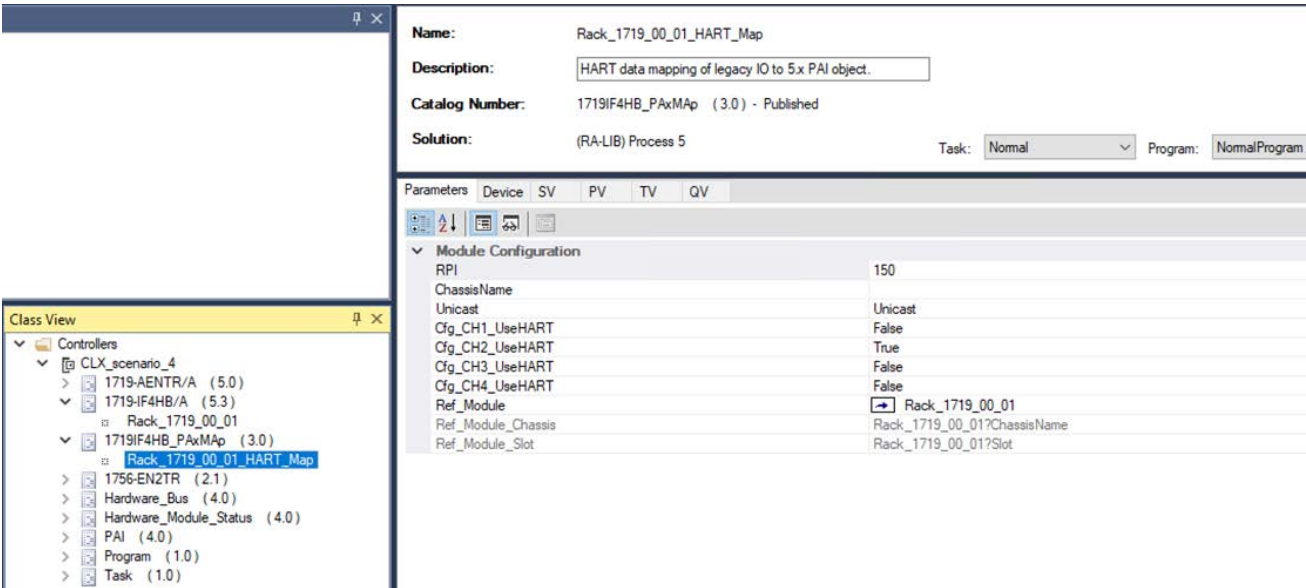 Name: Rack_1719_00_01_HART_Map
Description: HART data mapping of legacy IO to 5.x PAI object.
Catalog Number: 1719IF4HB_PAxMAp (3.0) - Published
Solution: (RA-LIB) Process 5 Task: Normal Program: NormalProgram
Parameters Device SV PV TV QV
Module Configuration
RPI 150
ChassisName
Unicast Unicast
Cfg_CH1_UseHART False
Cfg_CH2_UseHART True
Cfg_CH3_UseHART False
Cfg_CH4_UseHART False
Ref_Module Rack_1719_00_01
Ref_Module_Chassis Rack_1719_00_01?ChassisName
Ref_Module_Slot Rack_1719_00_01?Slot
Class View
Controllers
CLX_scenario_4
1719-AENTR/A (5.0)
1719-IF4HB/A (5.3)
Rack_1719_00_01
1719IF4HB_PAxMAp (3.0)
Rack_1719_00_01_HART_Map
1756-EN2TR (2.1)
Hardware_Bus (4.0)
Hardware_Module_Status (4.0)
PAI (4.0)
Program (1.0)
Task (1.0)